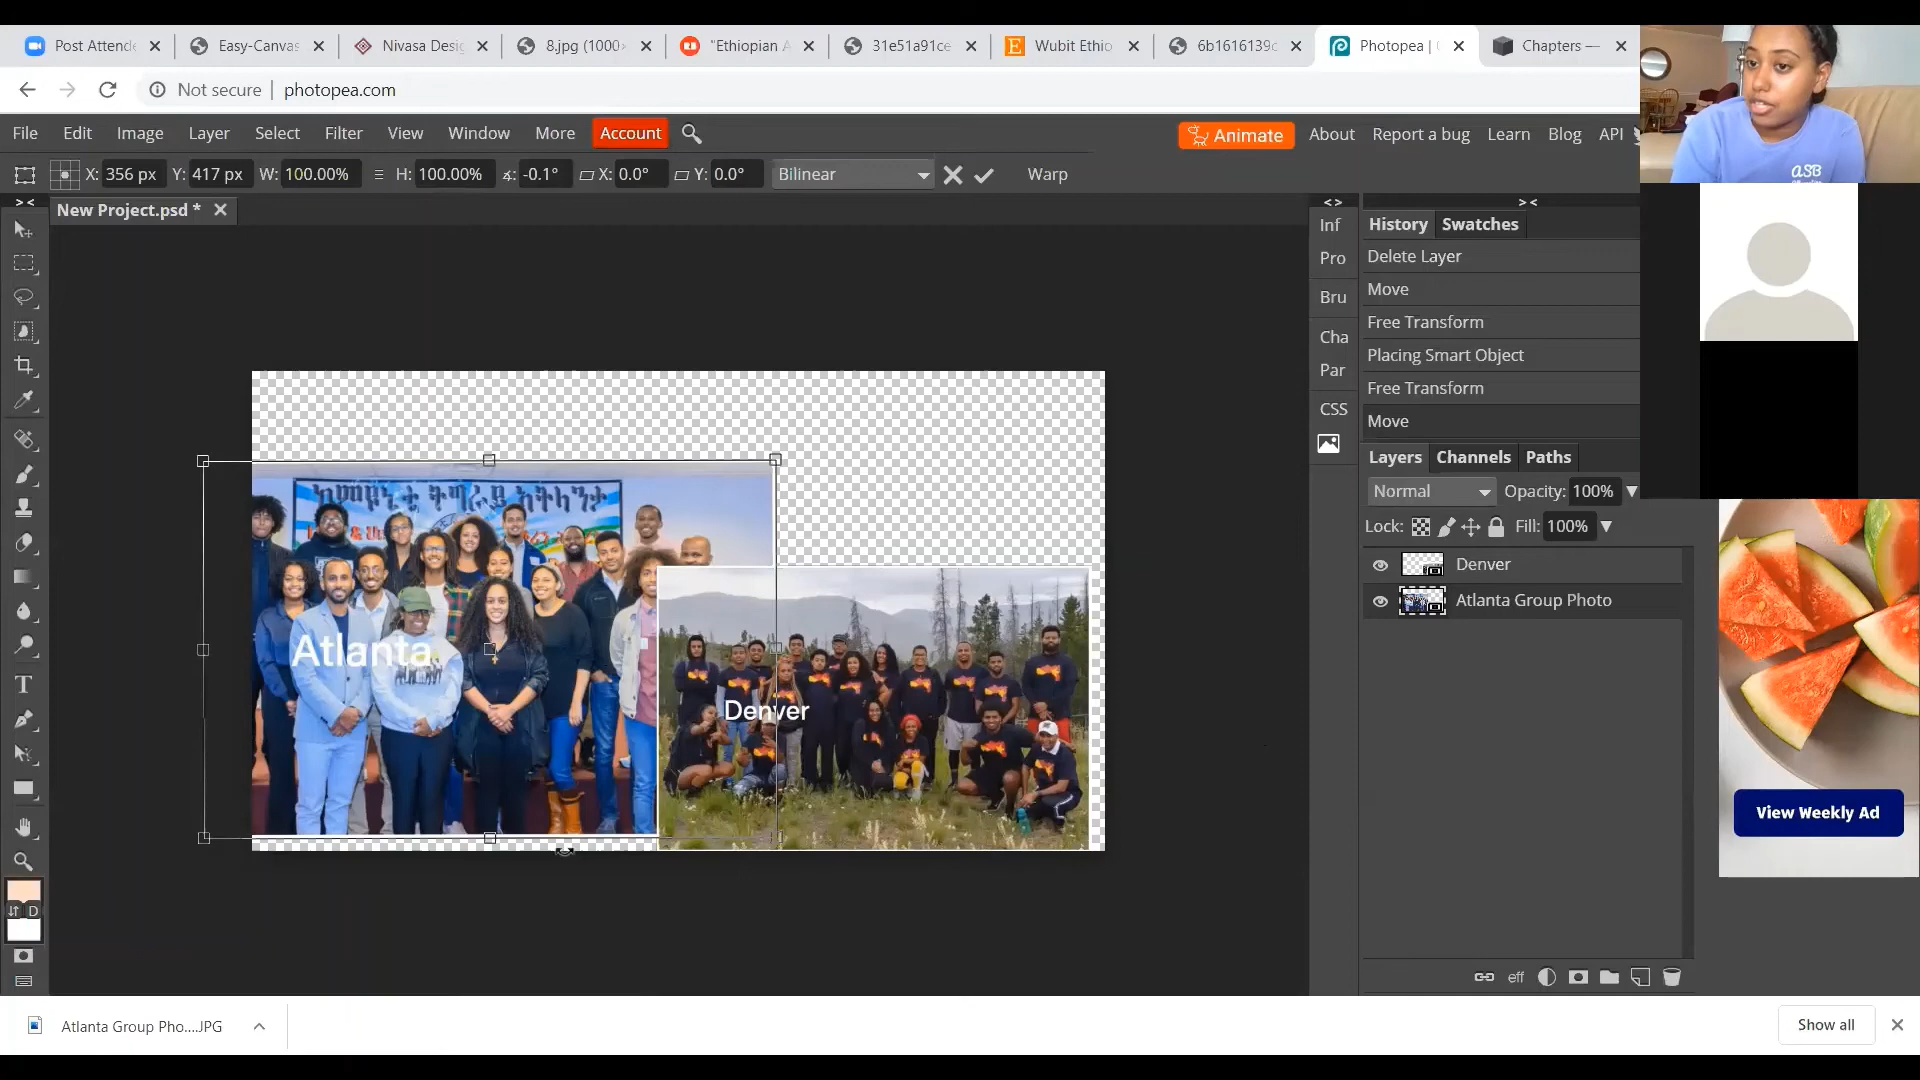 Post Attende
Easy-Canvas
Nivasa Desig
8.jpg (1000×
"Ethiopian A
31e51a91ce
Wubit Ethio
6b1616139c
Photopea |
Chapters —
Not secure
photopea.com
File
Edit
Image
Layer
Select
Filter
View
Window
More
Account
Animate
About
Report a bug
Learn
Blog
API
X: 356 px
Y: 417 px
W: 100.00%
H: 100.00%
-0.1°
X: 0.0°
Y: 0.0°
Bilinear
Warp
New Project.psd *
Inf
Pro
Bru
Cha
Par
CSS
History
Swatches
Delete Layer
Move
Free Transform
Placing Smart Object
Free Transform
Move
Layers
Channels
Paths
Normal
Opacity: 100%
Lock:
Fill: 100%
Denver
Atlanta Group Photo
eff
D
Atlanta
Denver
ASB
View Weekly Ad
Atlanta Group Pho....JPG
Show all